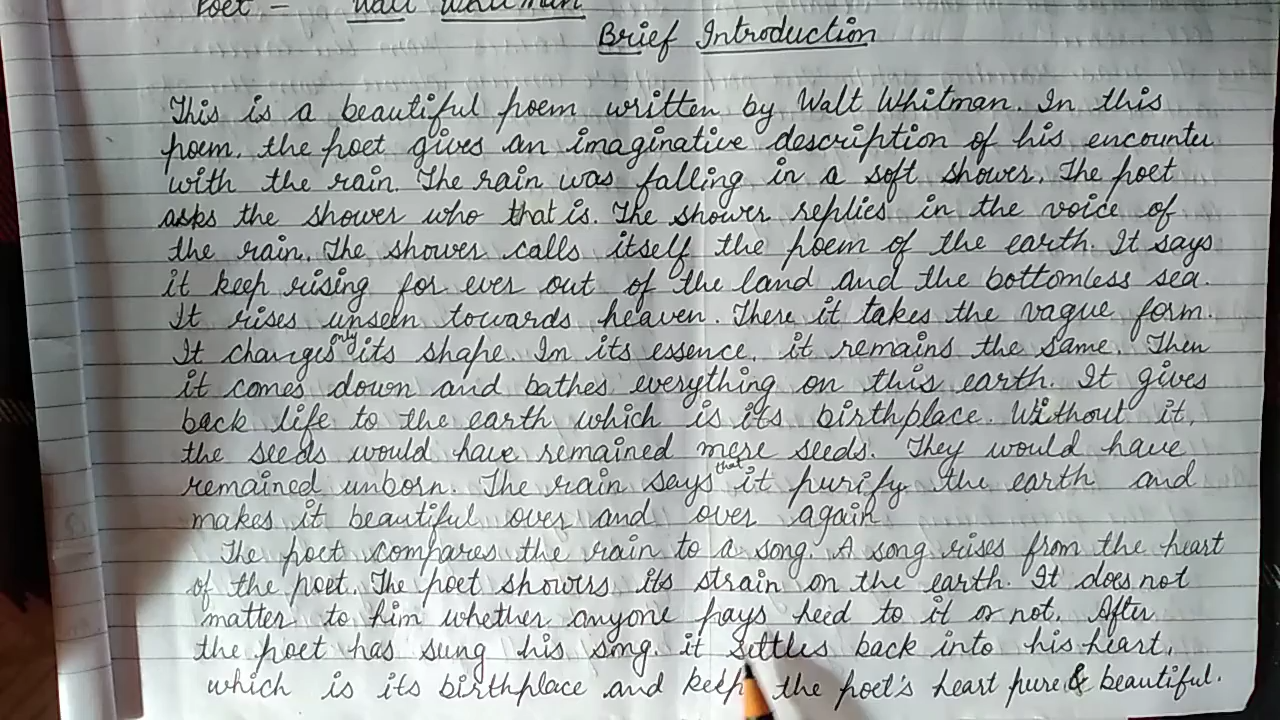 Poet - Walt Whitman
Brief Introduction
This is a beautiful poem written by Walt Whitman. In this
poem, the poet gives an imaginative description of his encounter
with the rain. The rain was falling in a soft shower. The poet
asks the shower who that is. The shower replies in the voice of
the rain. The shower calls itself the poem of the earth. It says
it keep rising for ever out of the land and the bottomless sea.
It rises unseen towards heaven. There it takes the vague form.
It changes only its shape. In its essence, it remains the same. Then
it comes down and bathes everything on this earth. It gives
back life to the earth which is its birthplace. Without it,
the seeds would have remained mere seeds. They would have
remained unborn. The rain says that it purify the earth and
makes it beautiful over and over again.
The poet compares the rain to a song. A song rises from the heart
of the poet. The poet showers its strain on the earth. It does not
matter to him whether anyone pays heed to it or not. After
the poet has sung his song, it settles back into his heart,
which is its birthplace and keep the poet's heart pure & beautiful.